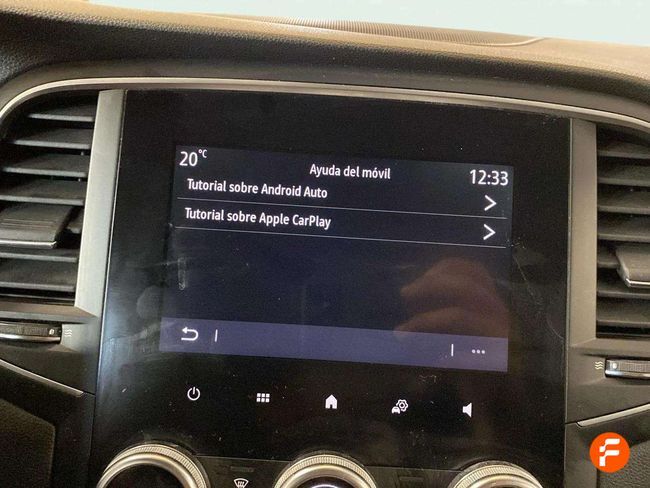 20°C
Ayuda del móvil
12:33
Tutorial sobre Android Auto
Tutorial sobre Apple CarPlay